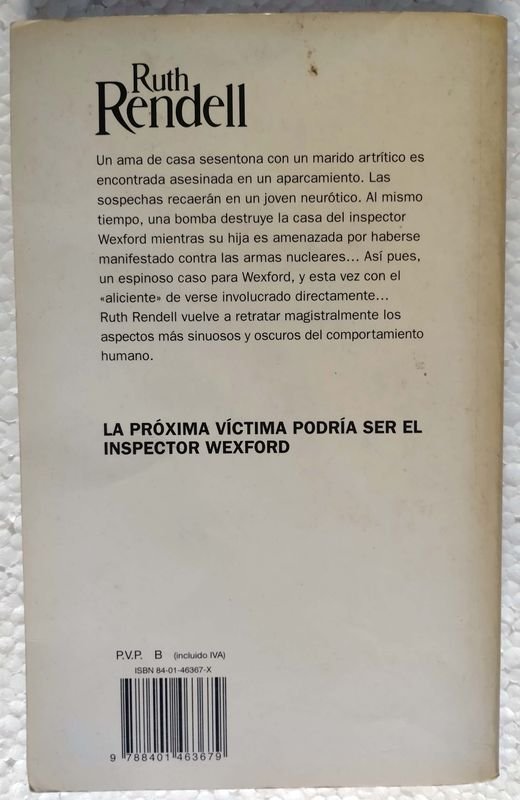 Ruth
Rendell
Un ama de casa sesentona con un marido artrítico es
encontrada asesinada en un aparcamiento. Las
sospechas recaerán en un joven neurótico. Al mismo
tiempo, una bomba destruye la casa del inspector
Wexford mientras su hija es amenazada por haberse
manifestado contra las armas nucleares... Así pues,
un espinoso caso para Wexford, y esta vez con el
«aliciente» de verse involucrado directamente...
Ruth Rendell vuelve a retratar magistralmente los
aspectos más sinuosos y oscuros del comportamiento
humano.
LA PRÓXIMA VÍCTIMA PODRÍA SER EL
INSPECTOR WEXFORD
P.V.P. B (incluido IVA)
ISBN 84-01-46367-X
9 788401 463679